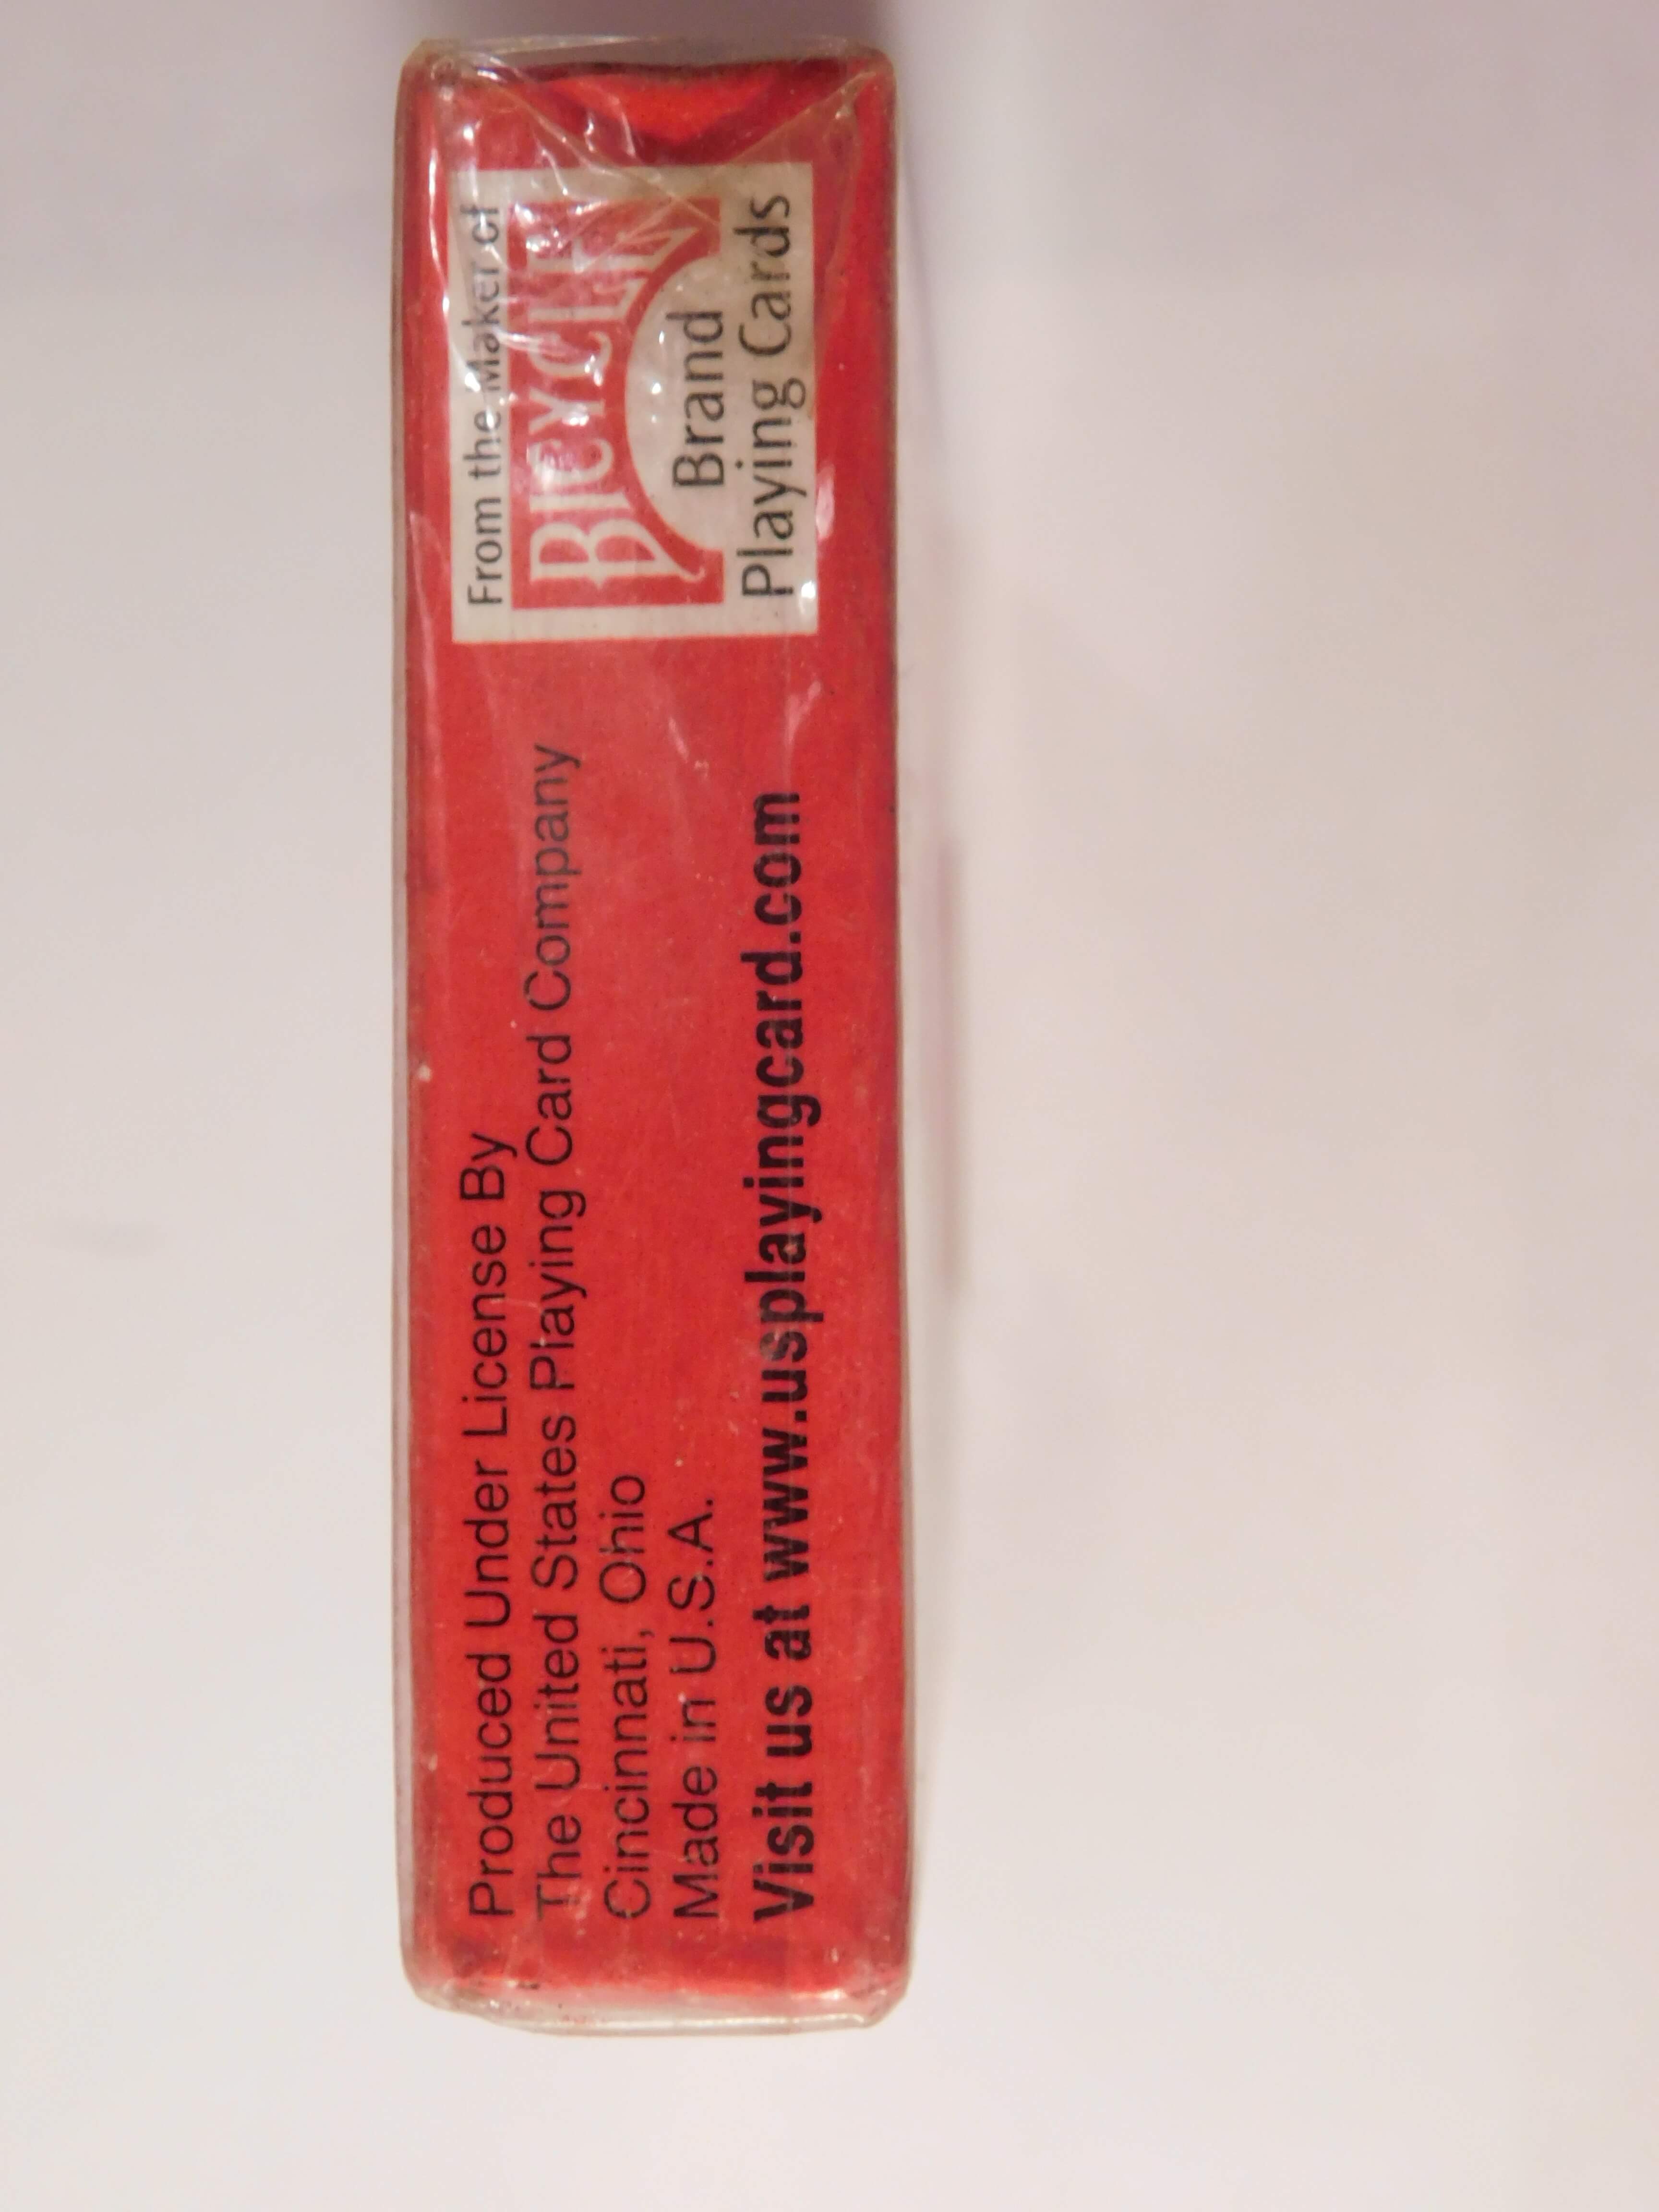 Produced Under License By
The United States Playing Card Company
Cincinnati, Ohio
Made in U.S.A.
Visit us at www.usplayingcard.com
From the Maker of
BICYCLE
Brand
Playing Cards